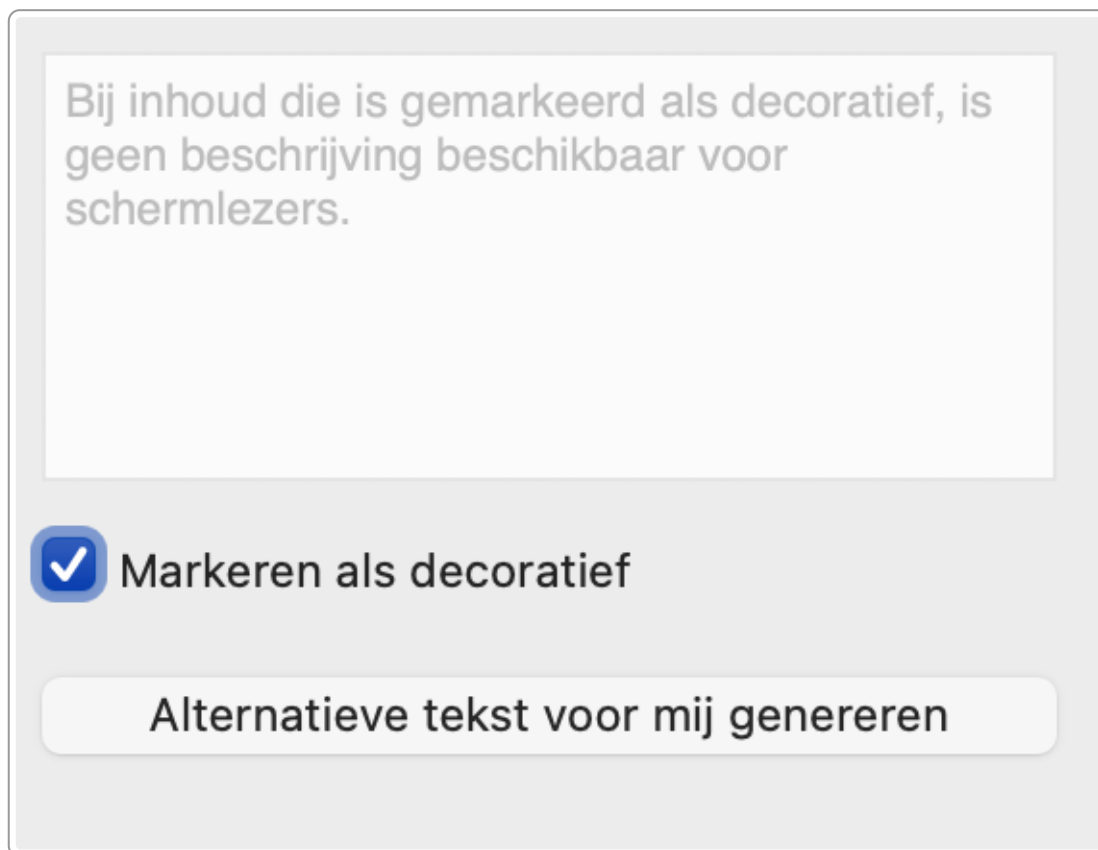 Bij inhoud die is gemarkeerd als decoratief, is
geen beschrijving beschikbaar voor
schermlezers.
Markeren als decoratief
Alternatieve tekst voor mij genereren